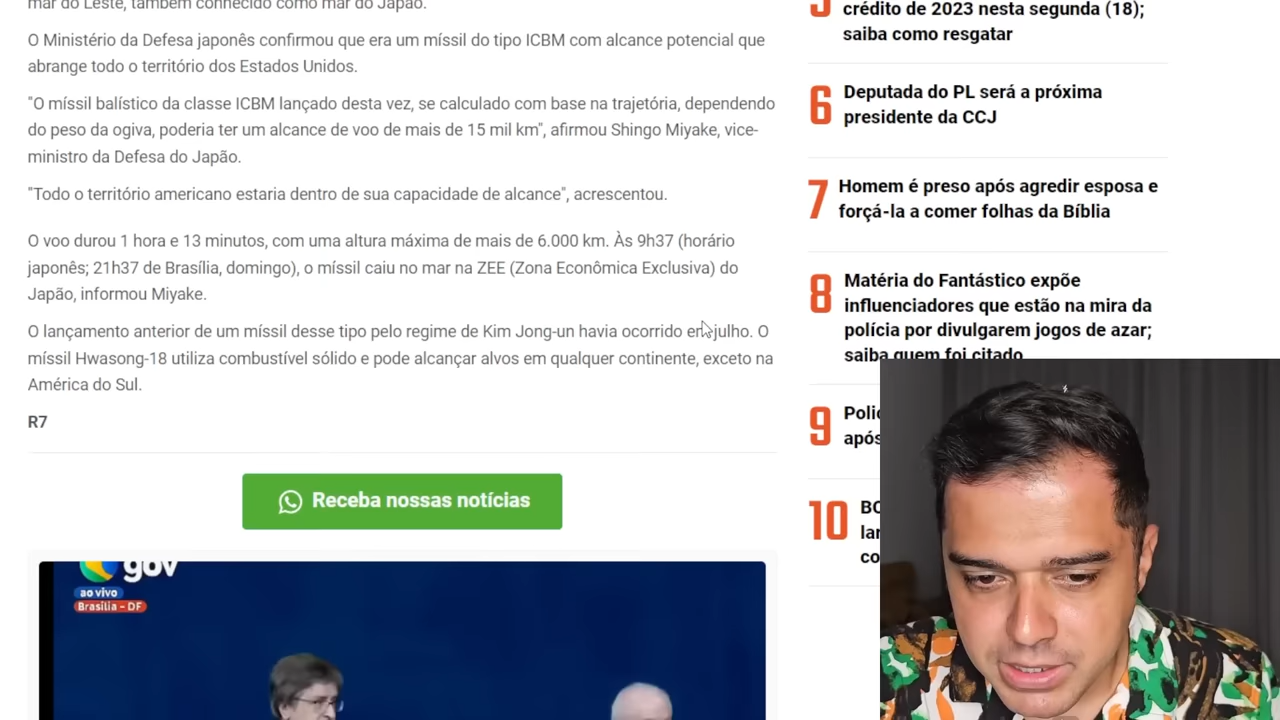 mar do Leste, também conhecido como mar do Japão.
O Ministério da Defesa japonês confirmou que era um míssil do tipo ICBM com alcance potencial que
abrange todo o território dos Estados Unidos.
"O míssil balístico da classe ICBM lançado desta vez, se calculado com base na trajetória, dependendo
do peso da ogiva, poderia ter um alcance de voo de mais de 15 mil km", afirmou Shingo Miyake, vice-
ministro da Defesa do Japão.
"Todo o território americano estaria dentro de sua capacidade de alcance", acrescentou.
O voo durou 1 hora e 13 minutos, com uma altura máxima de mais de 6.000 km. Às 9h37 (horário
japonês; 21h37 de Brasília, domingo), o míssil caiu no mar na ZEE (Zona Econômica Exclusiva) do
Japão, informou Miyake.
O lançamento anterior de um míssil desse tipo pelo regime de Kim Jong-un havia ocorrido em julho. O
míssil Hwasong-18 utiliza combustível sólido e pode alcançar alvos em qualquer continente, exceto na
América do Sul.
R7
Receba nossas notícias
gov
ao vivo
Brasília - DF
5
crédito de 2023 nesta segunda (18);
saiba como resgatar
6
Deputada do PL será a próxima
presidente da CCJ
7
Homem é preso após agredir esposa e
forçá-la a comer folhas da Bíblia
8
Matéria do Fantástico expõe
influenciadores que estão na mira da
polícia por divulgarem jogos de azar;
saiba quem foi citado
9
após
10